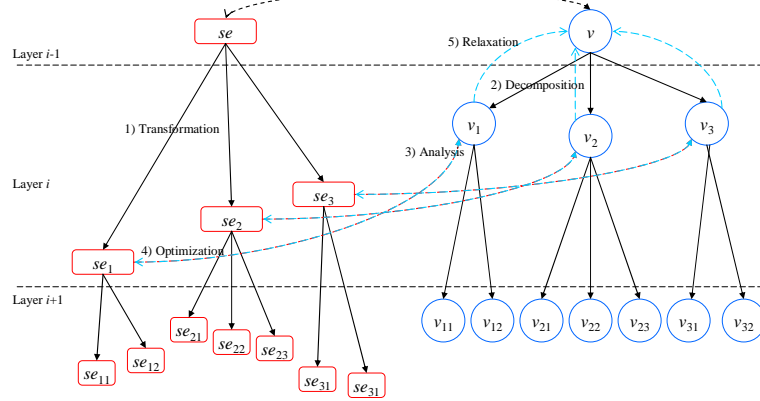 se
v
5) Relaxation
Layer i-1
2) Decomposition
1) Transformation
v1
v2
v3
3) Analysis
Layer i
se3
se2
4) Optimization
se1
Layer i+1
v11
v12
v21
v22
v23
v31
v32
se21
se22
se23
se12
se11
se31
se31